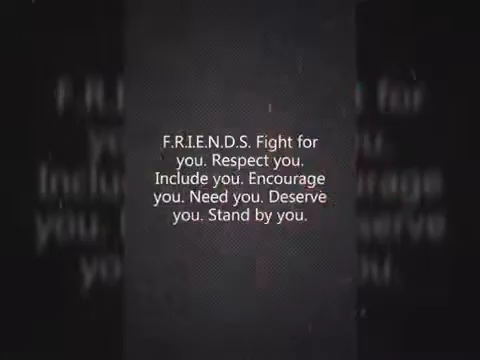 F.R.I.E.N.D.S. Fight for
you. Respect you.
Include you. Encourage
you. Need you. Deserve
you. Stand by you.